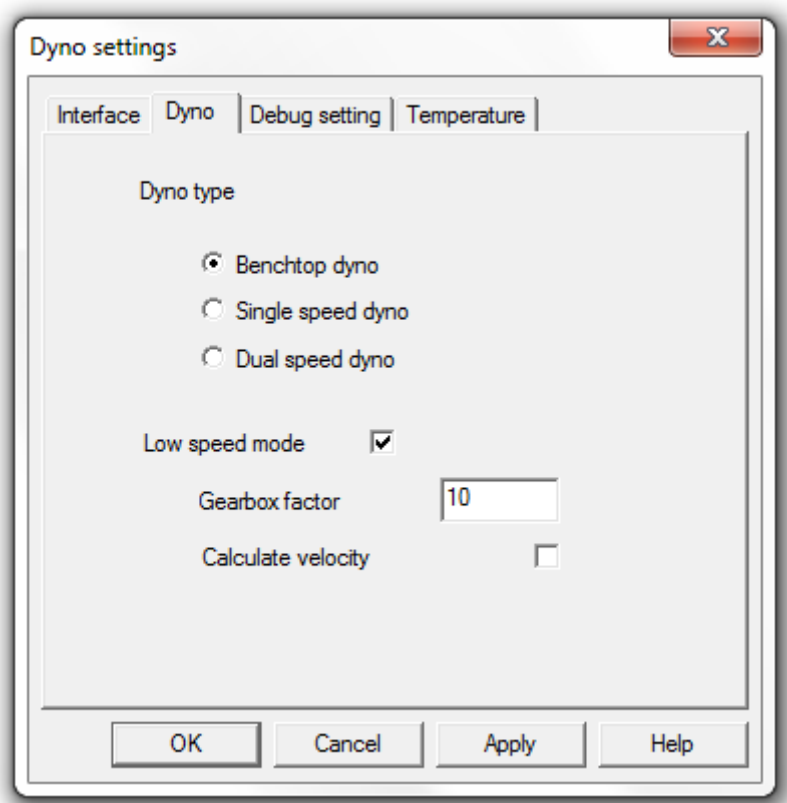 Dyno settings
Interface Dyno Debug setting Temperature
Dyno type
Benchtop dyno
Single speed dyno
Dual speed dyno
Low speed mode
Gearbox factor 10
Calculate velocity
OK Cancel Apply Help